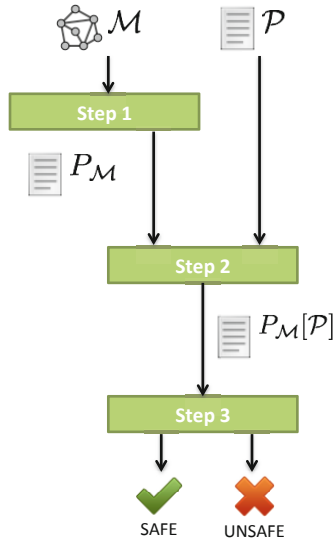 ℳ 𝒫
Step 1
P_ℳ
Step 2
P_ℳ[𝒫]
Step 3
SAFE UNSAFE